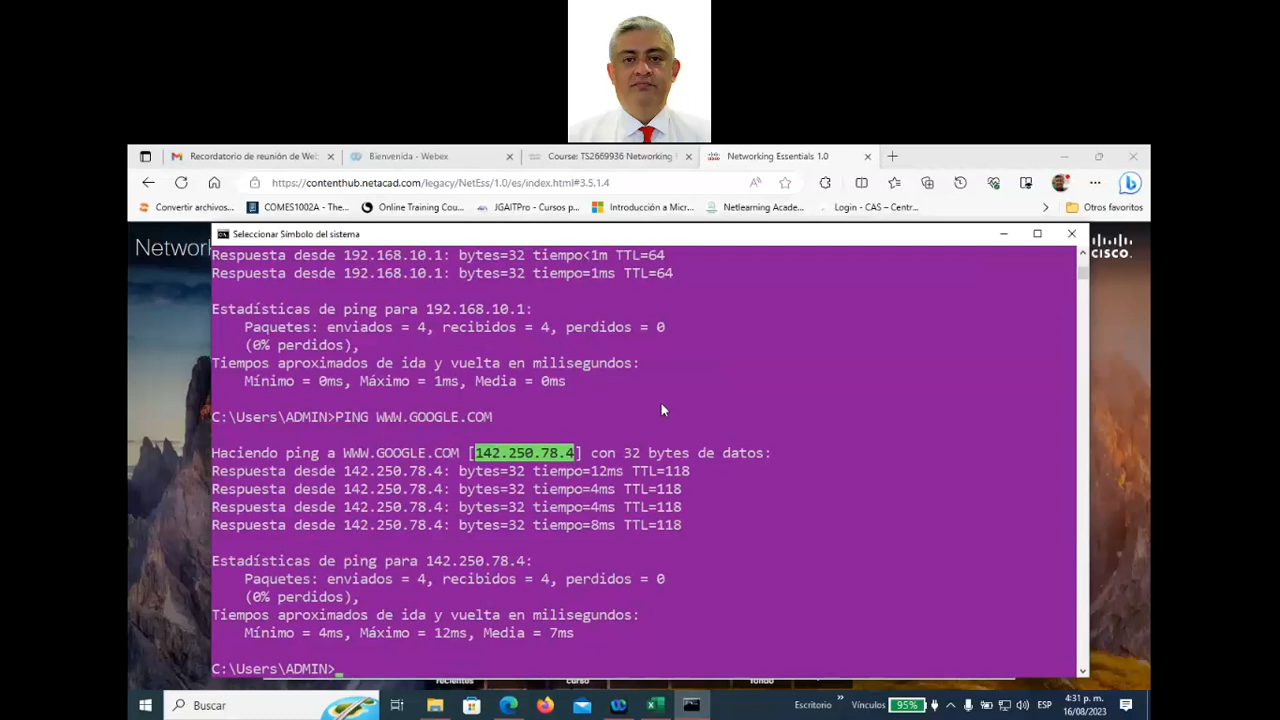 Recordatorio de reunión de Web
Bienvenida - Webex
Course: TS2669936 Networking
Networking Essentials 1.0
https://contenthub.netacad.com/legacy/NetEss/1.0/es/index.html#3.5.1.4
Convertir archivos...
COMES1002A - The...
Online Training Cou...
JGAITPro - Cursos p...
Introducción a Micr...
Netlearning Acade...
Login - CAS – Centr...
Otros favoritos
Network
Seleccionar Símbolo del sistema
CISCO.
Respuesta desde 192.168.10.1: bytes=32 tiempo<1m TTL=64
Respuesta desde 192.168.10.1: bytes=32 tiempo=1ms TTL=64
Estadísticas de ping para 192.168.10.1:
Paquetes: enviados = 4, recibidos = 4, perdidos = 0
(0% perdidos),
Tiempos aproximados de ida y vuelta en milisegundos:
Mínimo = 0ms, Máximo = 1ms, Media = 0ms
C:\Users\ADMIN>PING WWW.GOOGLE.COM
Haciendo ping a WWW.GOOGLE.COM [142.250.78.4] con 32 bytes de datos:
Respuesta desde 142.250.78.4: bytes=32 tiempo=12ms TTL=118
Respuesta desde 142.250.78.4: bytes=32 tiempo=4ms TTL=118
Respuesta desde 142.250.78.4: bytes=32 tiempo=4ms TTL=118
Respuesta desde 142.250.78.4: bytes=32 tiempo=8ms TTL=118
Estadísticas de ping para 142.250.78.4:
Paquetes: enviados = 4, recibidos = 4, perdidos = 0
(0% perdidos),
Tiempos aproximados de ida y vuelta en milisegundos:
Mínimo = 4ms, Máximo = 12ms, Media = 7ms
C:\Users\ADMIN>
recientes
curso
fondo
Buscar
Escritorio
Vínculos
95%
ESP
4:31 p. m.
16/08/2023